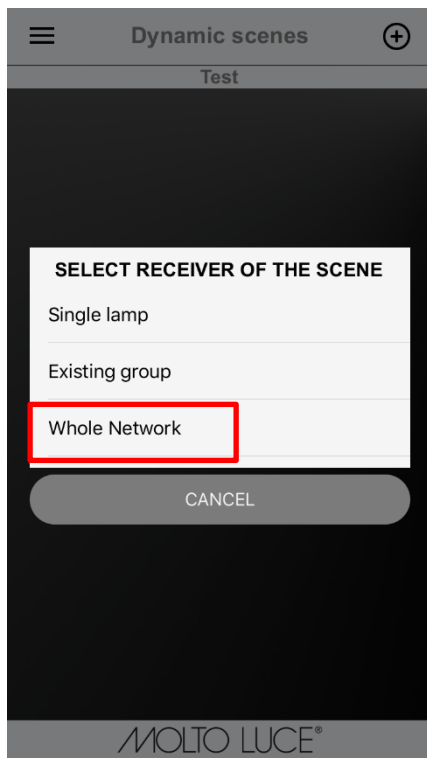 Dynamic scenes
Test
SELECT RECEIVER OF THE SCENE
Single lamp
Existing group
Whole Network
CANCEL
MOLTO LUCE®